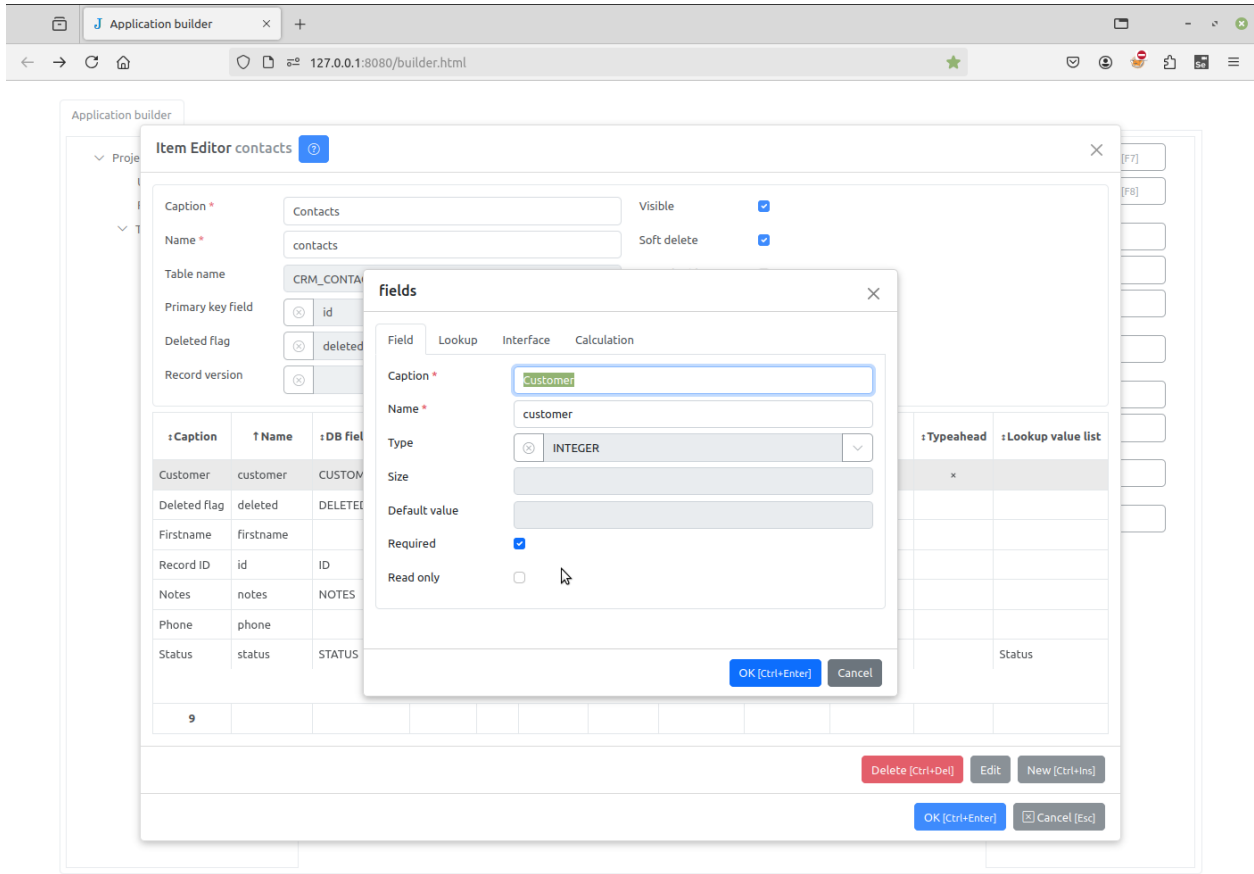 Application builder
127.0.0.1:8080/builder.html
Application builder
Item Editor contacts
Caption *
Contacts
Visible
Name *
contacts
Soft delete
Table name
CRM_CONTA
Primary key field
id
Deleted flag
deleted
Record version
[F7]
[F8]
Proje
fields
Field Lookup Interface Calculation
Caption *
Customer
Name *
customer
Type
INTEGER
Size
Default value
Required
Read only
OK [Ctrl+Enter] Cancel
Caption Name DB fiel Typeahead Lookup value list
Customer customer CUSTOM ×
Deleted flag deleted DELETED
Firstname firstname
Record ID id ID
Notes notes NOTES
Phone phone
Status status STATUS Status
9
Delete [Ctrl+Del] Edit New [Ctrl+Ins]
OK [Ctrl+Enter] Cancel [Esc]